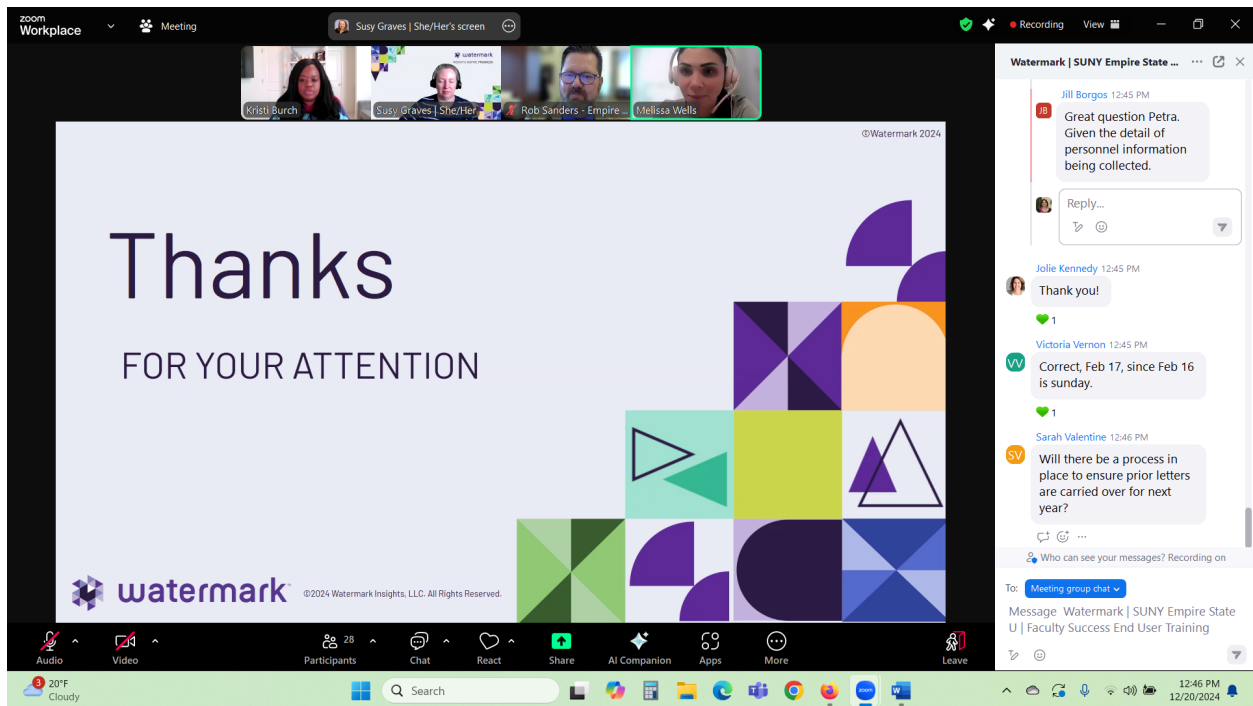 zoom
Workplace
Meeting
Susy Graves | She/Her's screen
Recording
View
Kristi Burch
Susy Graves | She/Her
Rob Sanders - Empire ...
Melissa Wells
watermark
©Watermark 2024
Thanks
FOR YOUR ATTENTION
watermark
©2024 Watermark Insights, LLC. All Rights Reserved.
Watermark | SUNY Empire State ...
Jill Borgos 12:45 PM
JB
Great question Petra.
Given the detail of
personnel information
being collected.
Reply...
Jolie Kennedy 12:45 PM
Thank you!
1
Victoria Vernon 12:45 PM
VV
Correct, Feb 17, since Feb 16
is sunday.
1
Sarah Valentine 12:46 PM
SV
Will there be a process in
place to ensure prior letters
are carried over for next
year?
Who can see your messages? Recording on
To: Meeting group chat
Message Watermark | SUNY Empire State
U | Faculty Success End User Training
Audio
Video
28
Participants
Chat
React
Share
AI Companion
Apps
More
Leave
3
20°F
Cloudy
Search
zoom
12:46 PM
12/20/2024